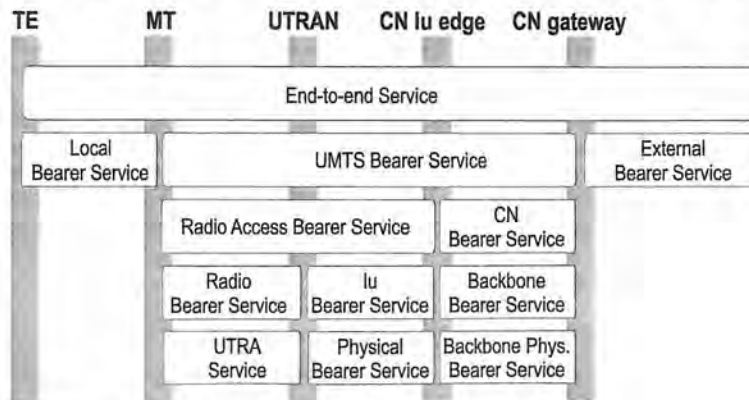 TE MT UTRAN CN Iu edge CN gateway
End-to-end Service
Local
Bearer Service
UMTS Bearer Service
External
Bearer Service
Radio Access Bearer Service
CN
Bearer Service
Radio
Bearer Service
Iu
Bearer Service
Backbone
Bearer Service
UTRA
Service
Physical
Bearer Service
Backbone Phys.
Bearer Service